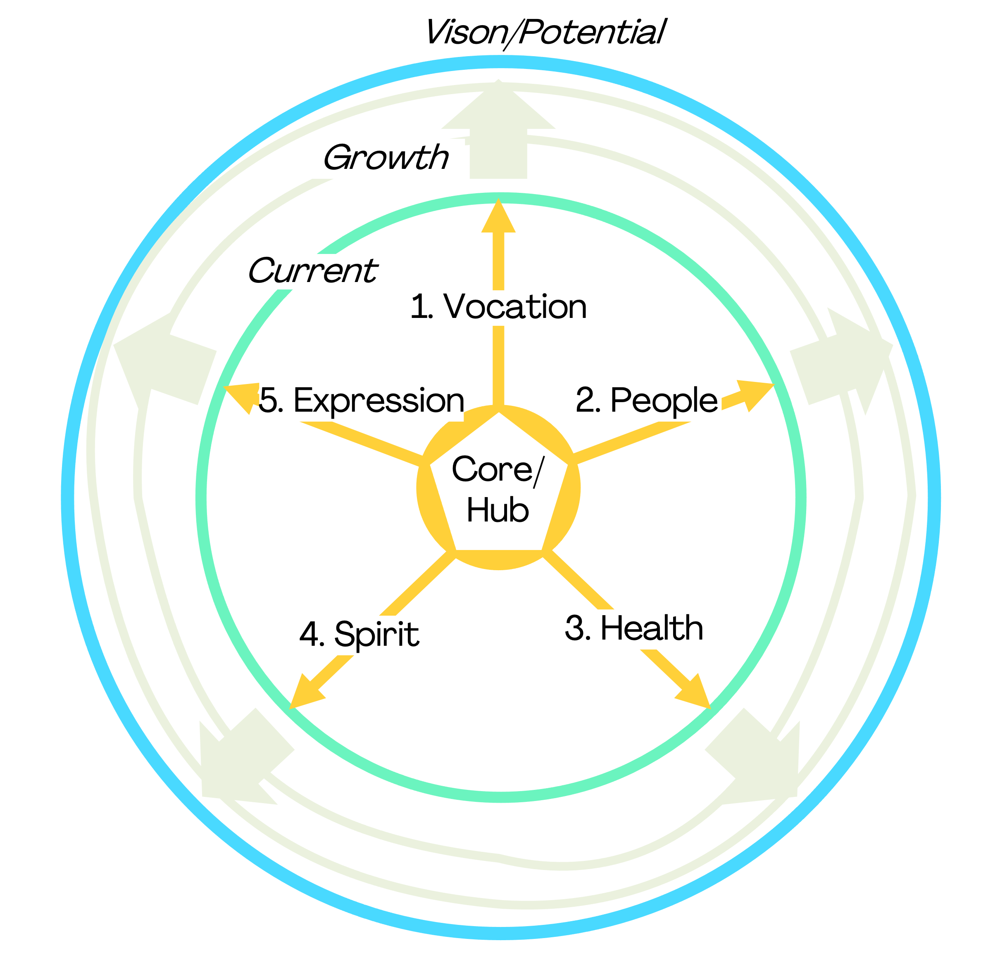 Vison/Potential
Growth
Current
1. Vocation
5. Expression
2. People
Core/
Hub
4. Spirit
3. Health